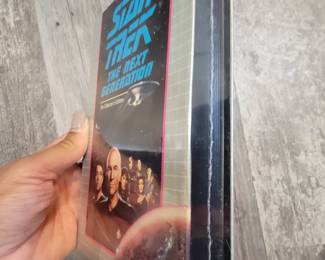 STAR
TREK
THE NEXT
GENERATION